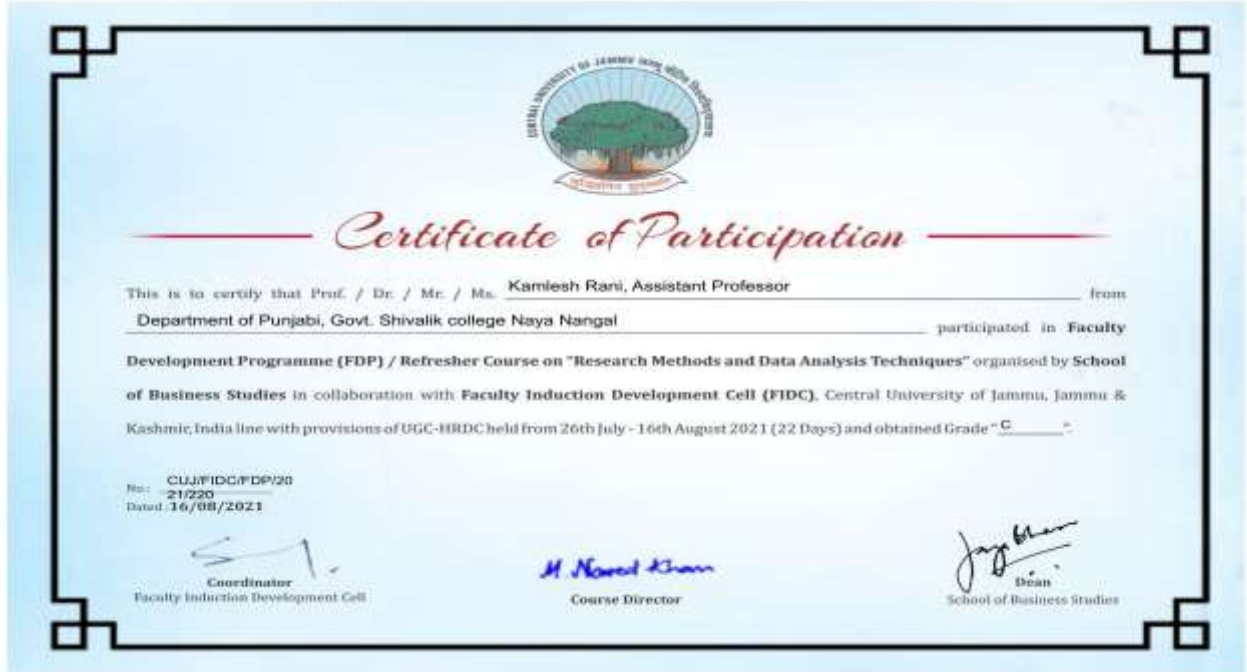 CENTRAL UNIVERSITY OF JAMMU
Certificate of Participation
This is to certify that Prof. / Dr. / Mr. / Ms. Kamlesh Rani, Assistant Professor from
Department of Punjabi, Govt. Shivalik college Naya Nangal participated in Faculty
Development Programme (FDP) / Refresher Course on "Research Methods and Data Analysis Techniques" organised by School
of Business Studies in collaboration with Faculty Induction Development Cell (FIDC), Central University of Jammu, Jammu &
Kashmir, India line with provisions of UGC-HRDC held from 26th July - 16th August 2021 (22 Days) and obtained Grade "C".
No.: CUJ/FIDC/FDP/20
21/220
Dated 16/08/2021
M Naved Khan
Coordinator
Faculty Induction Development Cell
Course Director
Dean
School of Business Studies